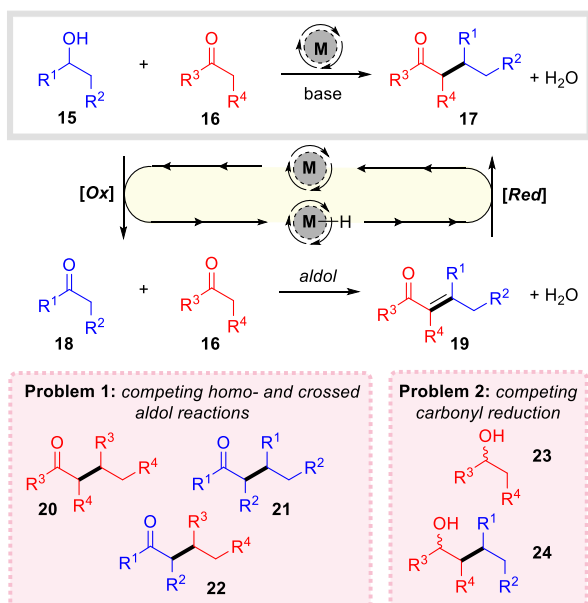 OH O M O R¹
R¹ + R³ R³ R² + H₂O
R² R⁴ base R⁴
15 16 17
M
[Ox] [Red]
M H
O O O R¹
R¹ + R³ aldol R³ R² + H₂O
R² R⁴ R⁴
18 16 19
Problem 1: competing homo- and crossed
aldol reactions
O R³ O R¹
R³ R⁴ R¹ R²
R⁴ R²
20 21
O R³
R¹ R⁴
R²
22
Problem 2: competing
carbonyl reduction
OH 23
R³
R⁴
OH R¹
R³ 24
R⁴ R²